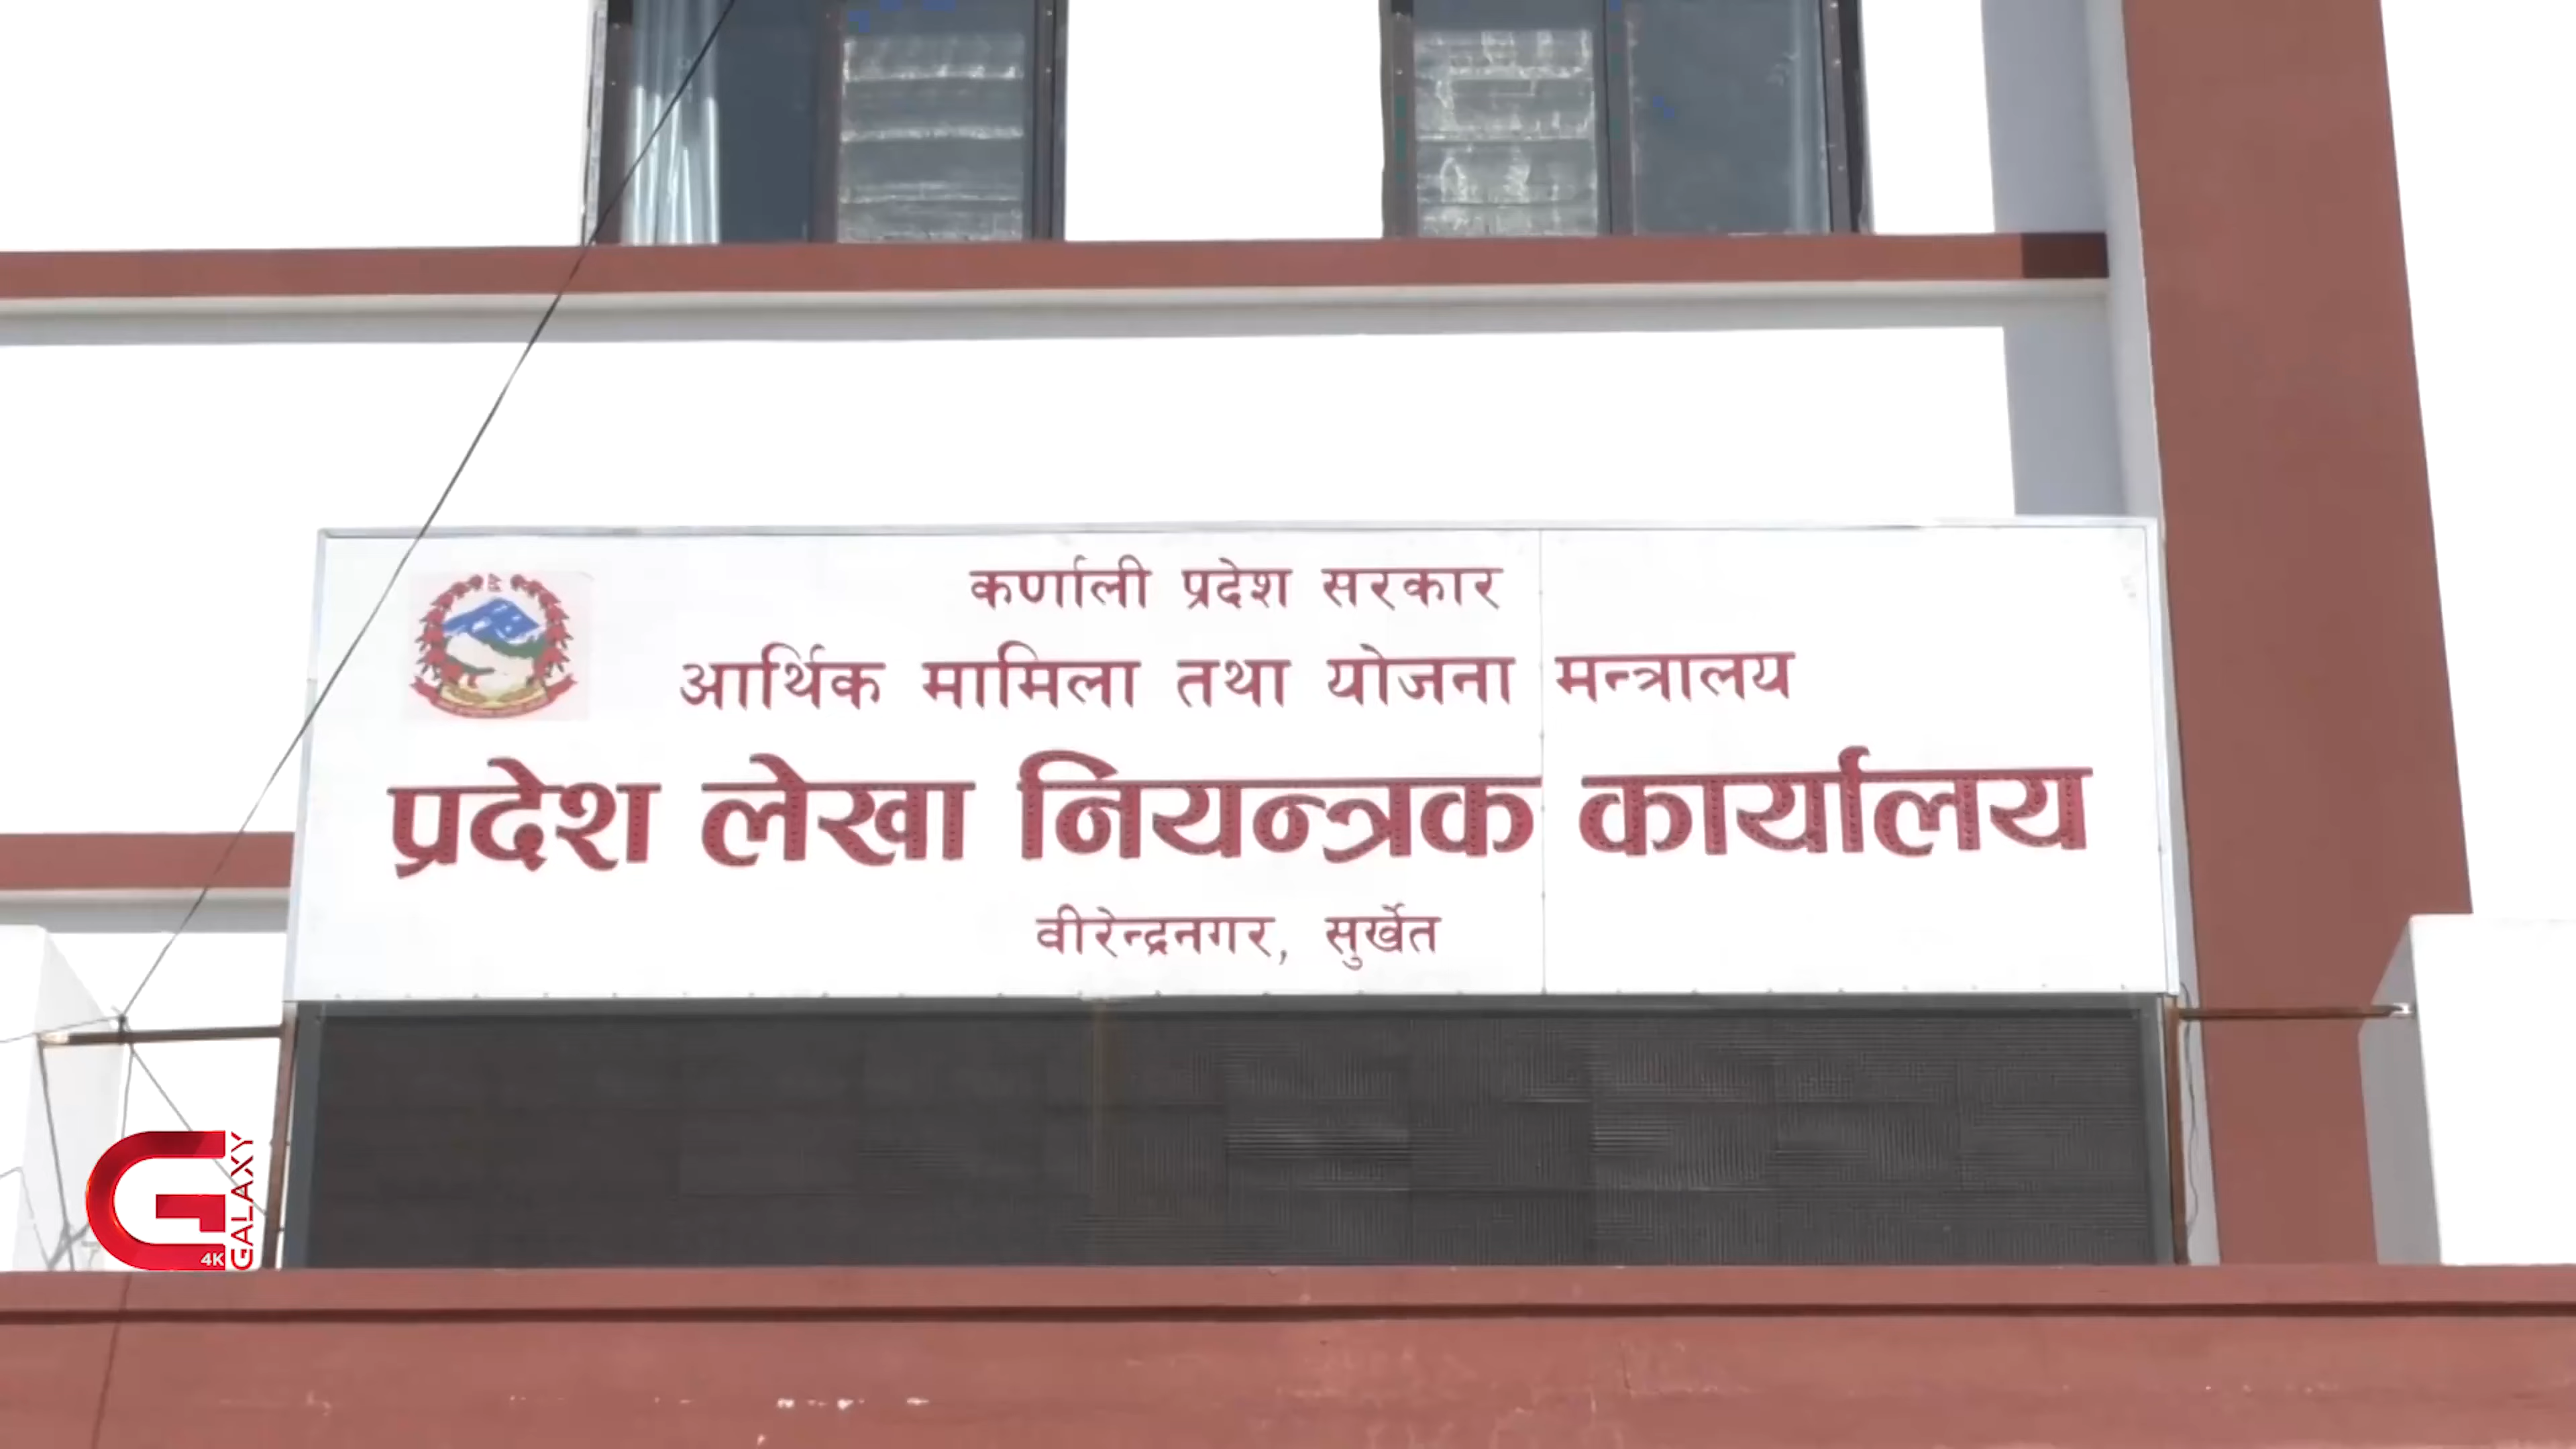 कर्णाली प्रदेश सरकार
आर्थिक मामिला तथा योजना मन्त्रालय
प्रदेश लेखा नियन्त्रक कार्यालय
वीरेन्द्रनगर, सुर्खेत
GALAXY
4K